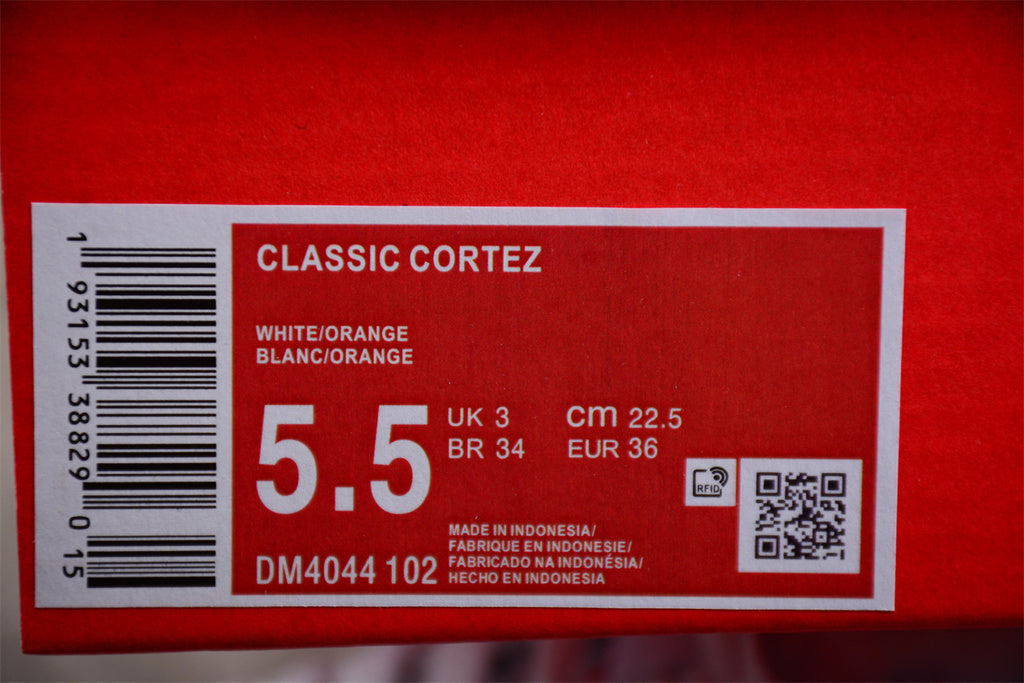 CLASSIC CORTEZ
WHITE/ORANGE
BLANC/ORANGE
5.5
UK 3 cm 22.5
BR 34 EUR 36
RFID
MADE IN INDONESIA/
FABRIQUE EN INDONESIE/
FABRICADO NA INDONÉSIA/
HECHO EN INDONESIA
DM4044 102
1 93153 38829 0 15